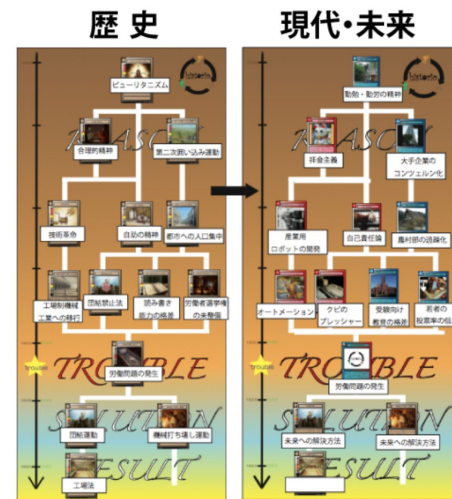 歴史
historio
ピューリタニズム
REASON
合理的精神
第二次囲い込み運動
技術革命
自助の精神
都市への人口集中
工場制機械
工業への移行
団結禁止法
読み書き
能力の格差
労働者選挙権
の未整備
trouble
TROUBLE
労働問題の発生
SOLUTION
団結運動
機械打ち壊し運動
RESULT
工場法
現代・未来
historio
勤勉・勤労の精神
REASON
拝金主義
大手企業の
コンツェルン化
産業用
ロボットの開発
自己責任論
農村部の過疎化
オートメーション
クビの
プレッシャー
受験向け
教育の格差
若者の
投票率の低
trouble
TROUBLE
労働問題の発生
SOLUTION
未来への解決方法
未来への解決方法
RESULT